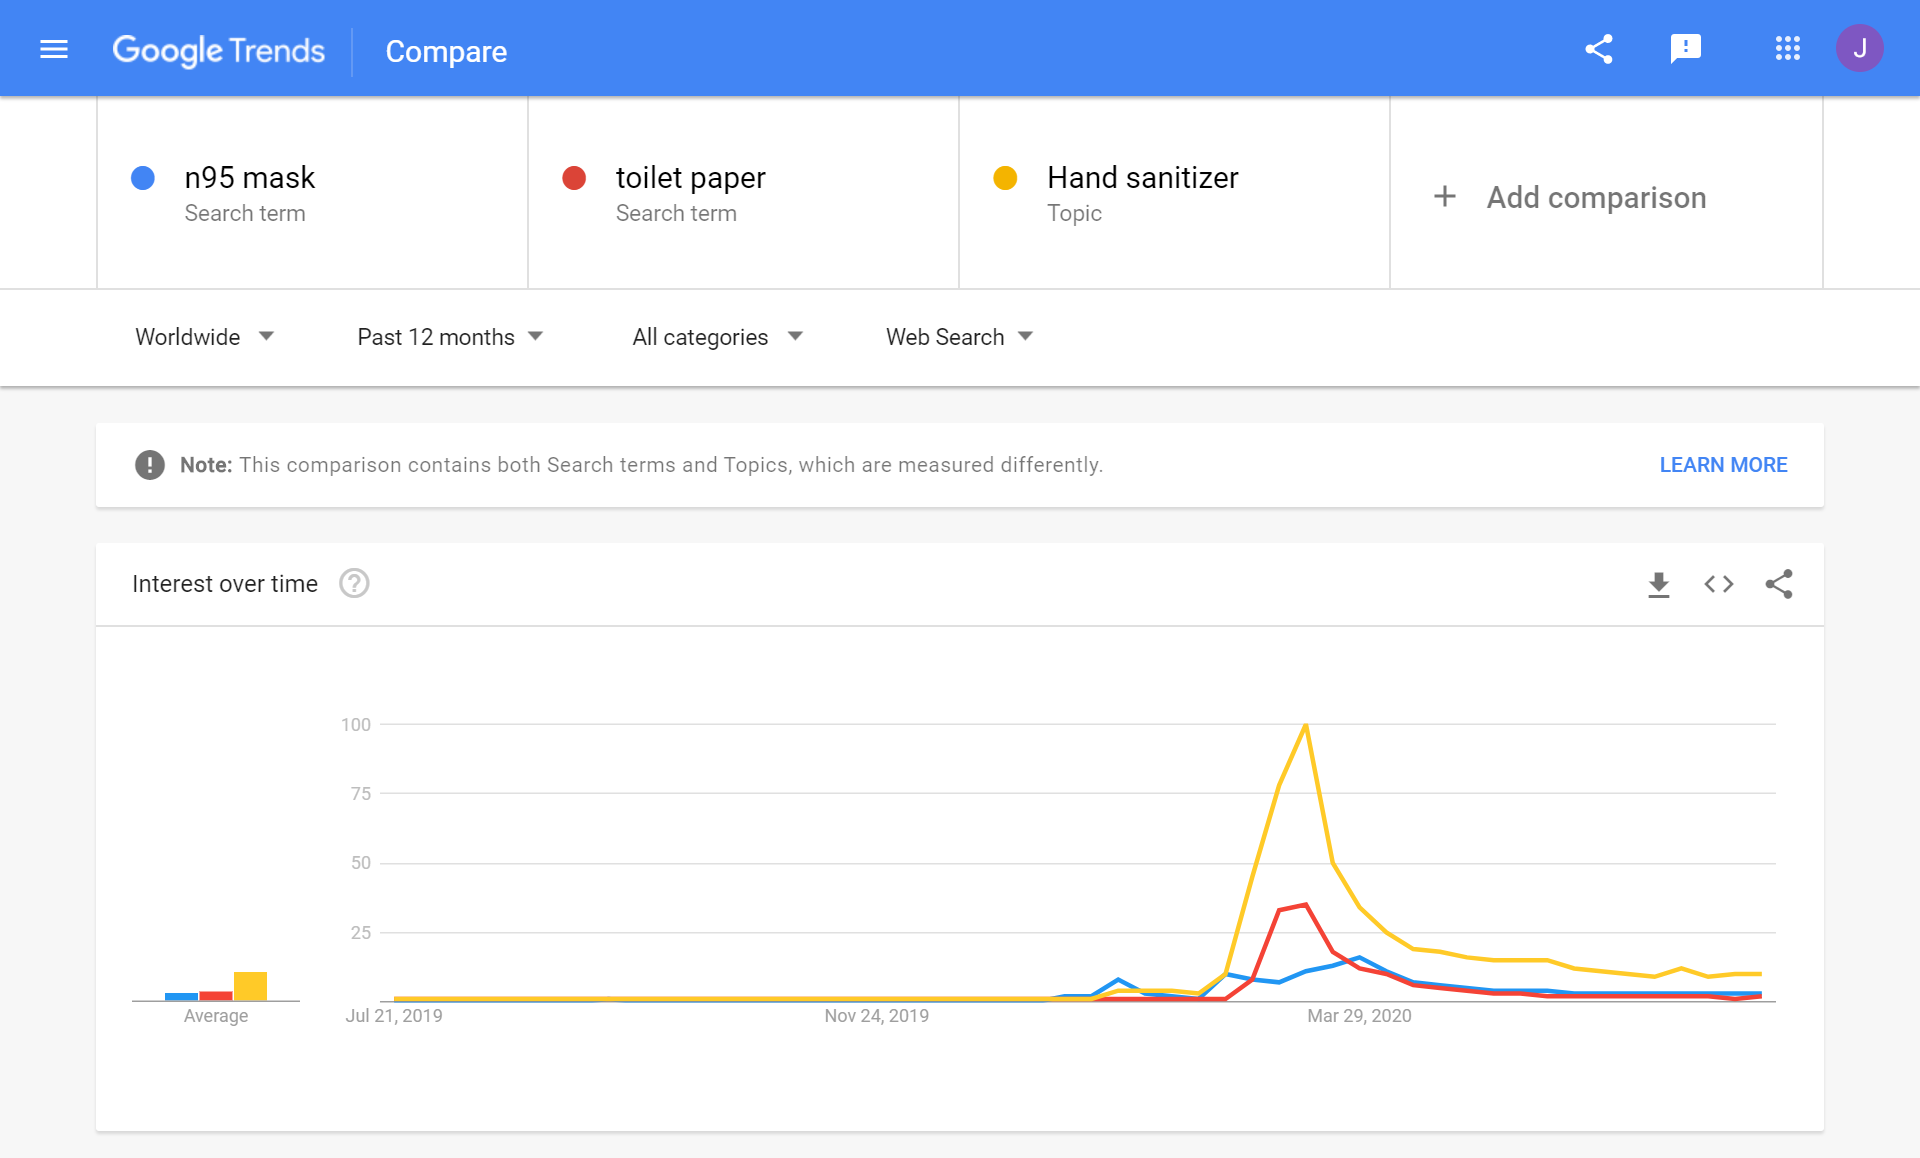 Google Trends Compare J
n95 mask
Search term
toilet paper
Search term
Hand sanitizer
Topic
+ Add comparison
Worldwide Past 12 months All categories Web Search
Note: This comparison contains both Search terms and Topics, which are measured differently. LEARN MORE
Interest over time
100
75
50
25
Average
Jul 21, 2019 Nov 24, 2019 Mar 29, 2020